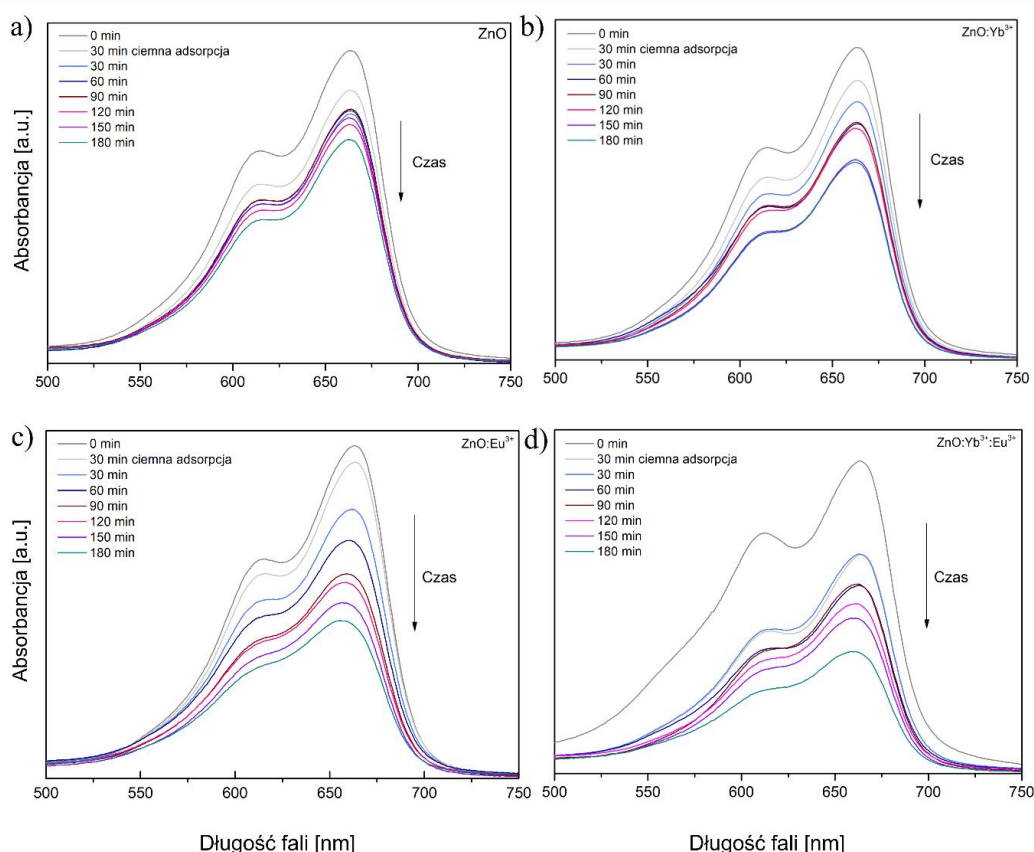 a)
ZnO
0 min
30 min ciemna adsorpcja
30 min
60 min
90 min
120 min
150 min
180 min
Czas
Absorbancja [a.u.]
500 550 600 650 700 750
b)
ZnO:Yb³⁺
0 min
30 min ciemna adsorpcja
30 min
60 min
90 min
120 min
150 min
180 min
Czas
500 550 600 650 700 750
c)
ZnO:Eu³⁺
0 min
30 min ciemna adsorpcja
30 min
60 min
90 min
120 min
150 min
180 min
Czas
Absorbancja [a.u.]
500 550 600 650 700 750
Długość fali [nm]
d)
ZnO:Yb³⁺:Eu³⁺
0 min
30 min ciemna adsorpcja
30 min
60 min
90 min
120 min
150 min
180 min
Czas
500 550 600 650 700 750
Długość fali [nm]